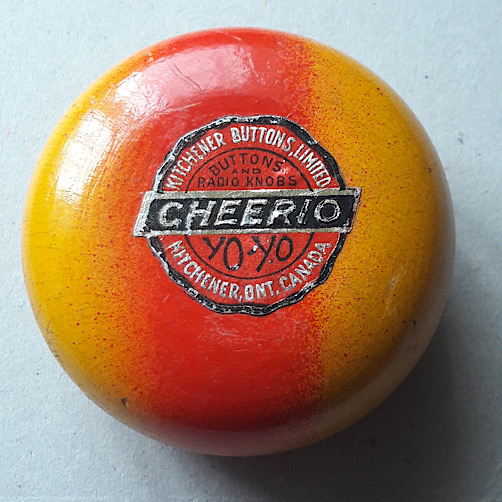 KITCHENER BUTTONS, LIMITED
BUTTONS
AND
RADIO KNOBS
CHEERIO
YO-YO
KITCHENER, ONT. CANADA